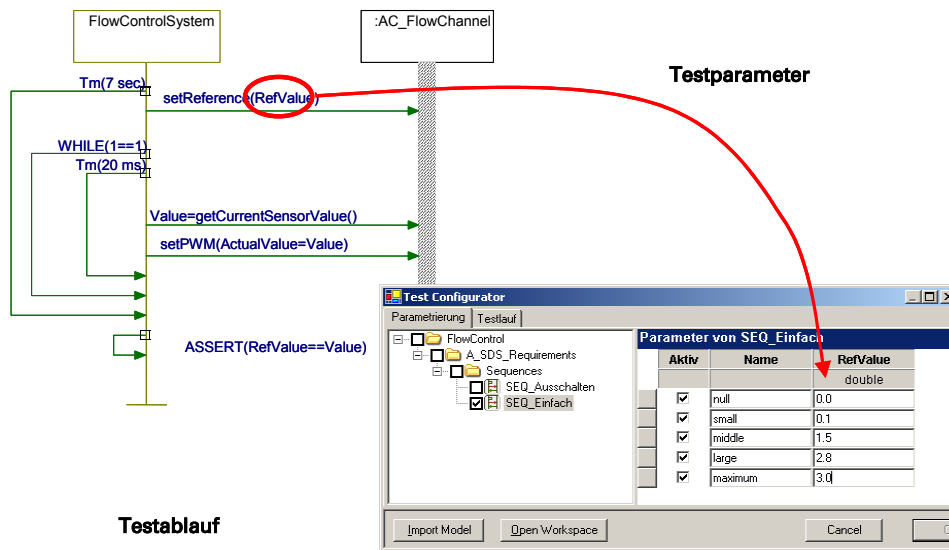 FlowControlSystem
:AC_FlowChannel
Testparameter
Tm(7 sec)
setReference(RefValue)
WHILE(1==1)
Tm(20 ms)
Value=getCurrentSensorValue()
setPWM(ActualValue=Value)
ASSERT(RefValue==Value)
Testablauf
Test Configurator
Parametrierung Testlauf
FlowControl
A_SDS_Requirements
Sequences
SEQ_Ausschalten
SEQ_Einfach
Parameter von SEQ_Einfach
Aktiv Name RefValue
double
null 0.0
small 0.1
middle 1.5
large 2.8
maximum 3.0
Import Model Open Workspace Cancel